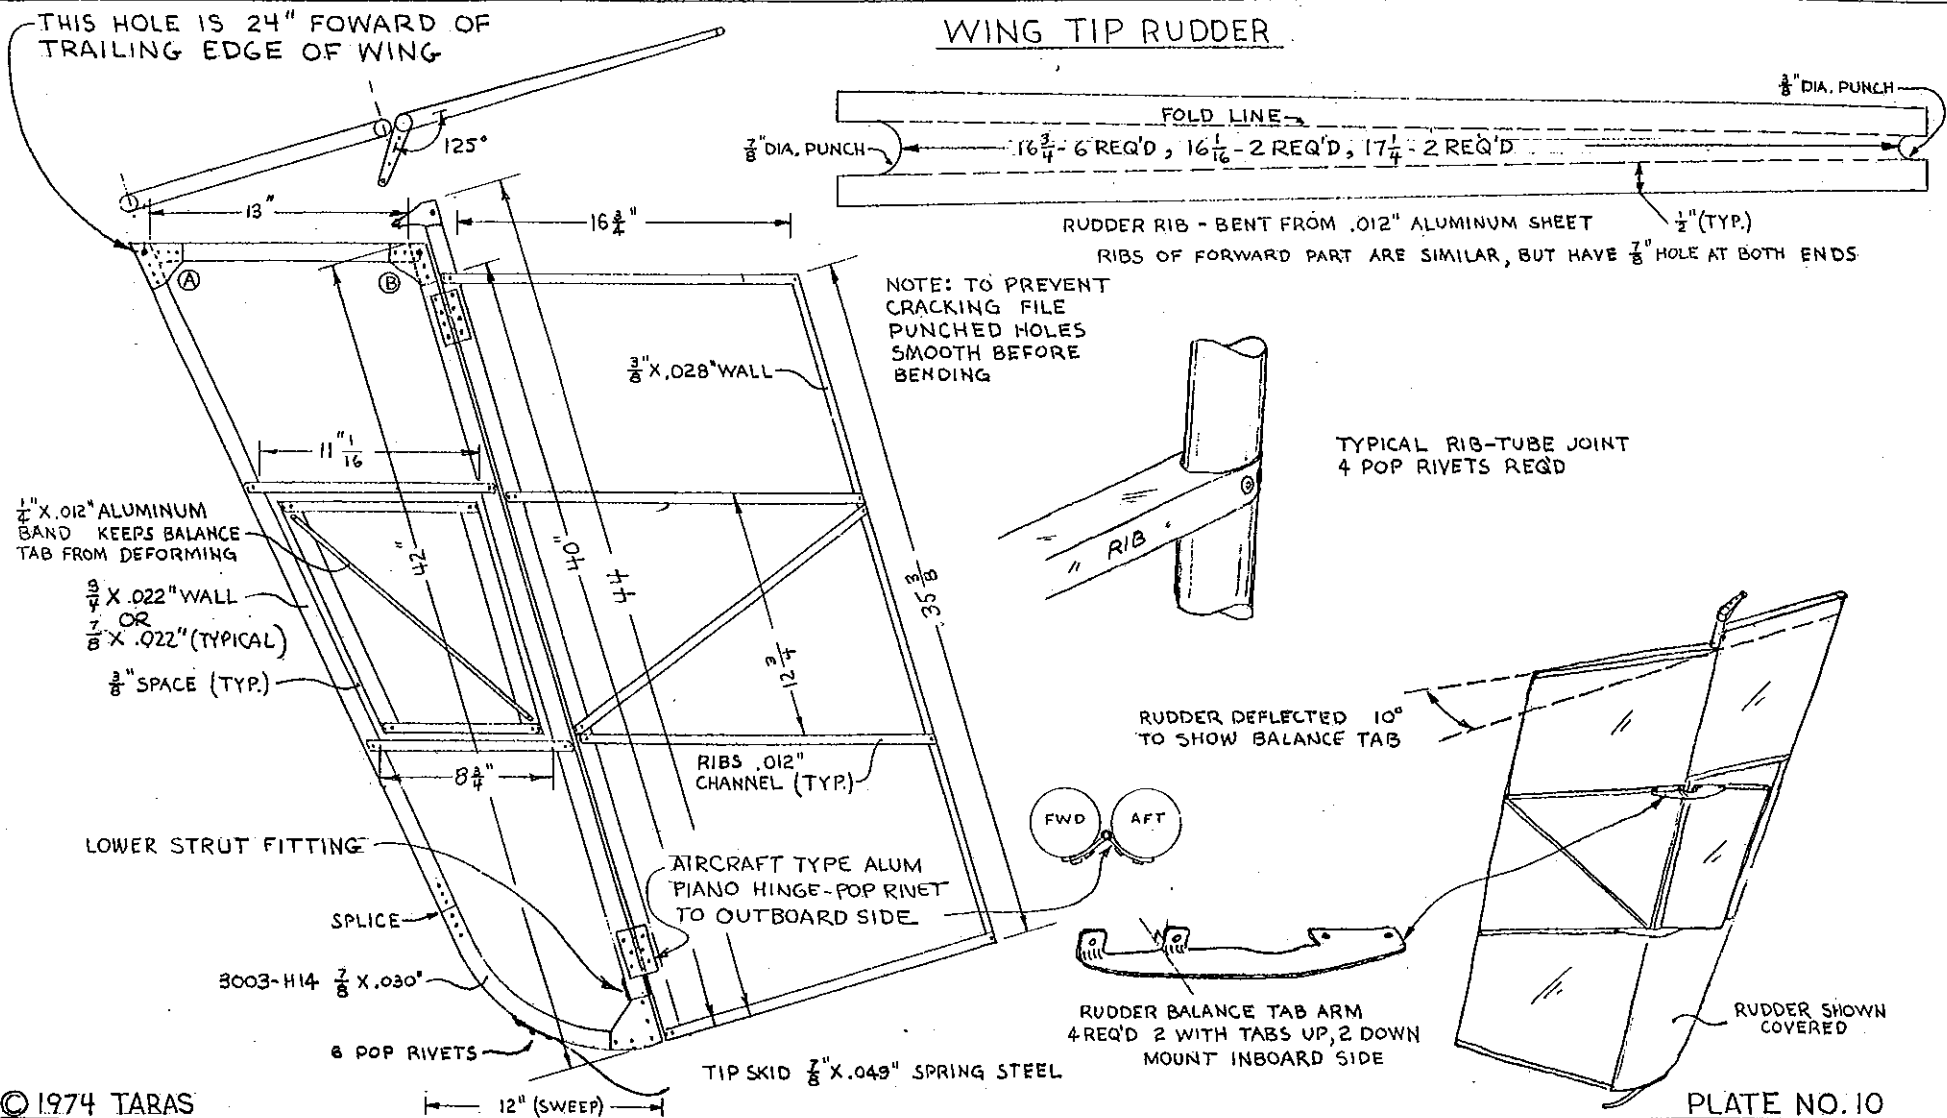 THIS HOLE IS 24" FOWARD OF
TRAILING EDGE OF WING
WING TIP RUDDER
125°
13"
16 3/4"
A
B
3/8" DIA. PUNCH
FOLD LINE
7/8" DIA. PUNCH
16 3/4 - 6 REQ'D, 16 1/16 - 2 REQ'D, 17 1/4 - 2 REQ'D
RUDDER RIB - BENT FROM .012" ALUMINUM SHEET
1/2" (TYP.)
RIBS OF FORWARD PART ARE SIMILAR, BUT HAVE 7/8" HOLE AT BOTH ENDS
NOTE: TO PREVENT
CRACKING FILE
PUNCHED HOLES
SMOOTH BEFORE
BENDING
3/8" X .028" WALL
11" 1/16
1/4" X .012" ALUMINUM
BAND KEEPS BALANCE
TAB FROM DEFORMING
3/4 X .022" WALL
OR
7/8 X .022" (TYPICAL)
3/8" SPACE (TYP.)
42"
40"
44
35 3/8
12 3/4
8 3/4"
RIBS .012"
CHANNEL (TYP.)
TYPICAL RIB-TUBE JOINT
4 POP RIVETS REQD
RIB
RUDDER DEFLECTED 10°
TO SHOW BALANCE TAB
LOWER STRUT FITTING
AIRCRAFT TYPE ALUM
PIANO HINGE-POP RIVET
TO OUTBOARD SIDE
FWD
AFT
SPLICE
3003-H14 7/8 X .030"
8 POP RIVETS
TIP SKID 7/8" X .049" SPRING STEEL
12" (SWEEP)
RUDDER BALANCE TAB ARM
4 REQ'D 2 WITH TABS UP, 2 DOWN
MOUNT INBOARD SIDE
RUDDER SHOWN
COVERED
© 1974 TARAS
PLATE NO. 10